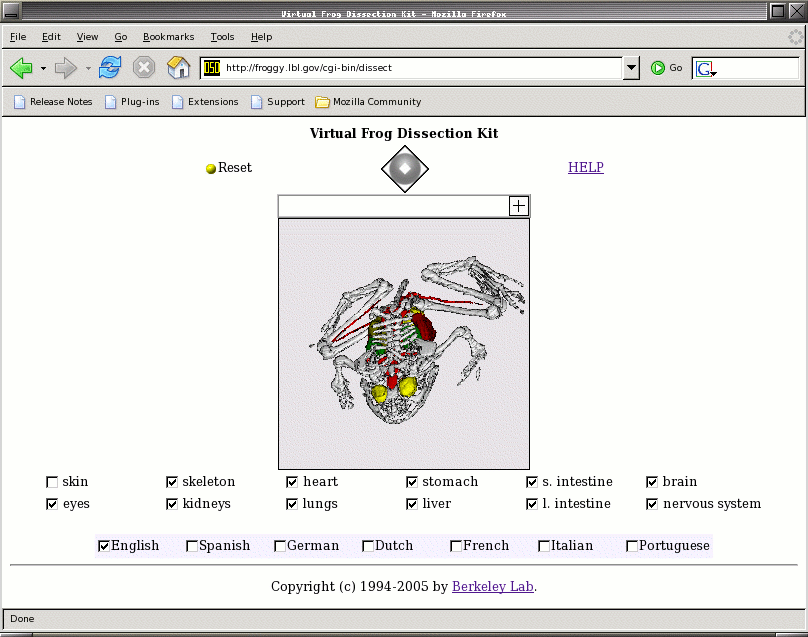 Virtual Frog Dissection Kit - Mozilla Firefox
File Edit View Go Bookmarks Tools Help
DSD http://froggy.lbl.gov/cgi-bin/dissect Go G
Release Notes Plug-ins Extensions Support Mozilla Community
Virtual Frog Dissection Kit
Reset HELP
skin skeleton heart stomach s. intestine brain
eyes kidneys lungs liver l. intestine nervous system
English Spanish German Dutch French Italian Portuguese
Copyright (c) 1994-2005 by Berkeley Lab.
Done